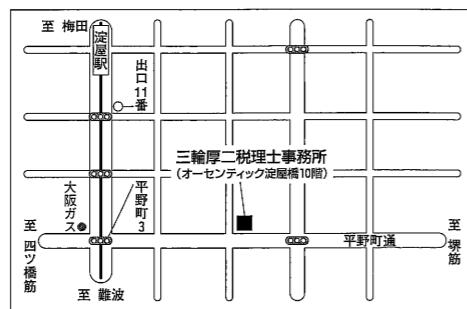 至 梅田
淀屋駅
出口11番
三輪厚二税理士事務所
(オーセンティック淀屋橋10階)
大阪ガス
平野町3
至 四ツ橋筋
平野町通
至 堺筋
至 難波